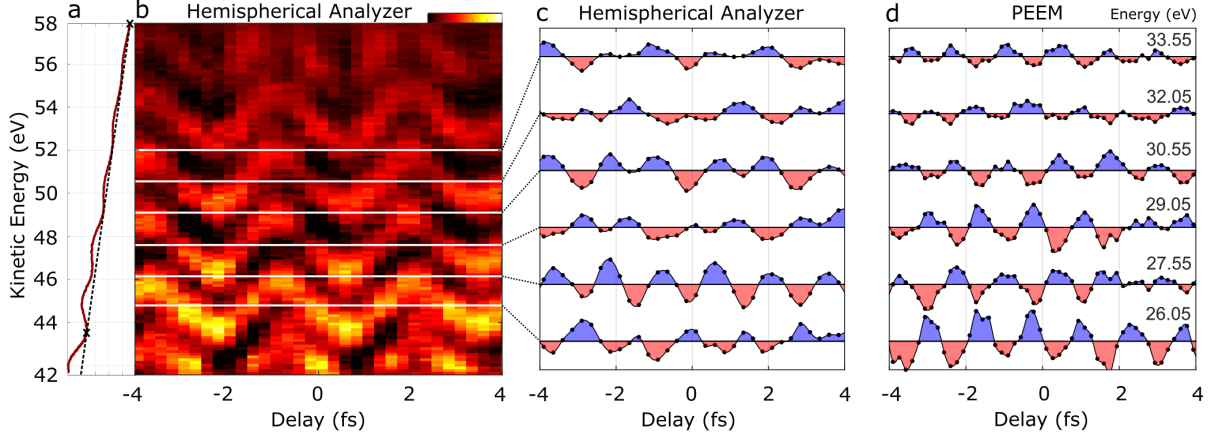 a
b
Hemispherical Analyzer
c
Hemispherical Analyzer
d
PEEM
Energy (eV)
Kinetic Energy (eV)
58
56
54
52
50
48
46
44
42
33.55
32.05
30.55
29.05
27.55
26.05
-4 -2 0 2 4
-4 -2 0 2 4
-4 -2 0 2 4
Delay (fs)
Delay (fs)
Delay (fs)